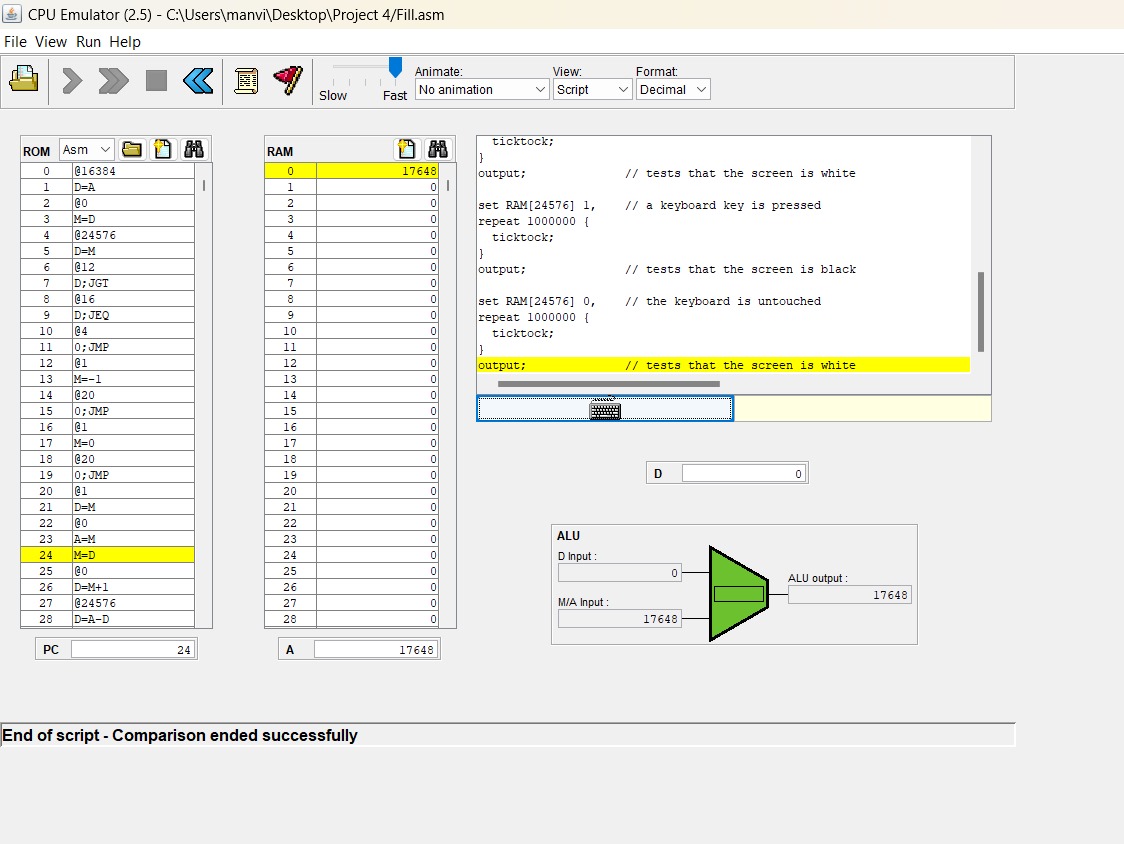 CPU Emulator (2.5) - C:\Users\manvi\Desktop\Project 4/Fill.asm
File View Run Help
Slow Fast
Animate:
No animation
View:
Script
Format:
Decimal
ROM Asm
0 @16384
1 D=A
2 @0
3 M=D
4 @24576
5 D=M
6 @12
7 D;JGT
8 @16
9 D;JEQ
10 @4
11 0;JMP
12 @1
13 M=-1
14 @20
15 0;JMP
16 @1
17 M=0
18 @20
19 0;JMP
20 @1
21 D=M
22 @0
23 A=M
24 M=D
25 @0
26 D=M+1
27 @24576
28 D=A-D
PC 24
RAM
0 17648
1 0
2 0
3 0
4 0
5 0
6 0
7 0
8 0
9 0
10 0
11 0
12 0
13 0
14 0
15 0
16 0
17 0
18 0
19 0
20 0
21 0
22 0
23 0
24 0
25 0
26 0
27 0
28 0
A 17648
ticktock;
}
output; // tests that the screen is white
set RAM[24576] 1, // a keyboard key is pressed
repeat 1000000 {
ticktock;
}
output; // tests that the screen is black
set RAM[24576] 0, // the keyboard is untouched
repeat 1000000 {
ticktock;
}
output; // tests that the screen is white
D 0
ALU
D Input :
0
M/A Input :
17648
ALU output :
17648
End of script - Comparison ended successfully